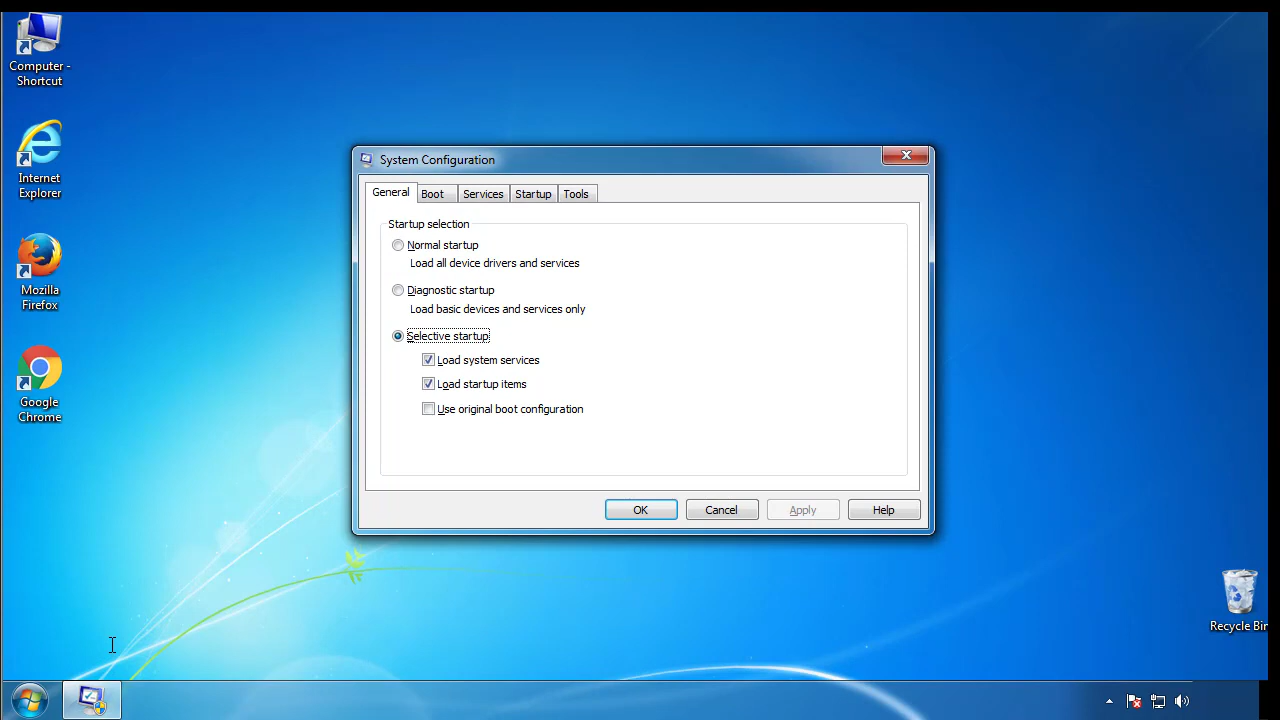 Computer -
Shortcut
Internet
Explorer
Mozilla
Firefox
Google
Chrome
System Configuration
General
Boot
Services
Startup
Tools
Startup selection
Normal startup
Load all device drivers and services
Diagnostic startup
Load basic devices and services only
Selective startup
Load system services
Load startup items
Use original boot configuration
OK
Cancel
Apply
Help
Recycle Bin